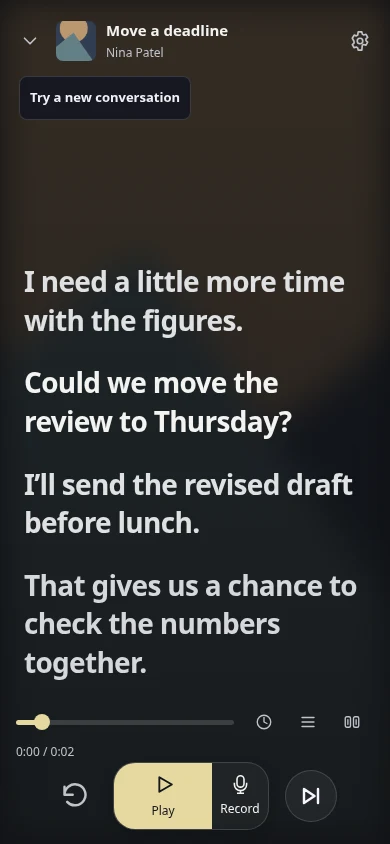 Move a deadline
Nina Patel
Try a new conversation
I need a little more time
with the figures.
Could we move the
review to Thursday?
I’ll send the revised draft
before lunch.
That gives us a chance to
check the numbers
together.
0:00 / 0:02
Play
Record